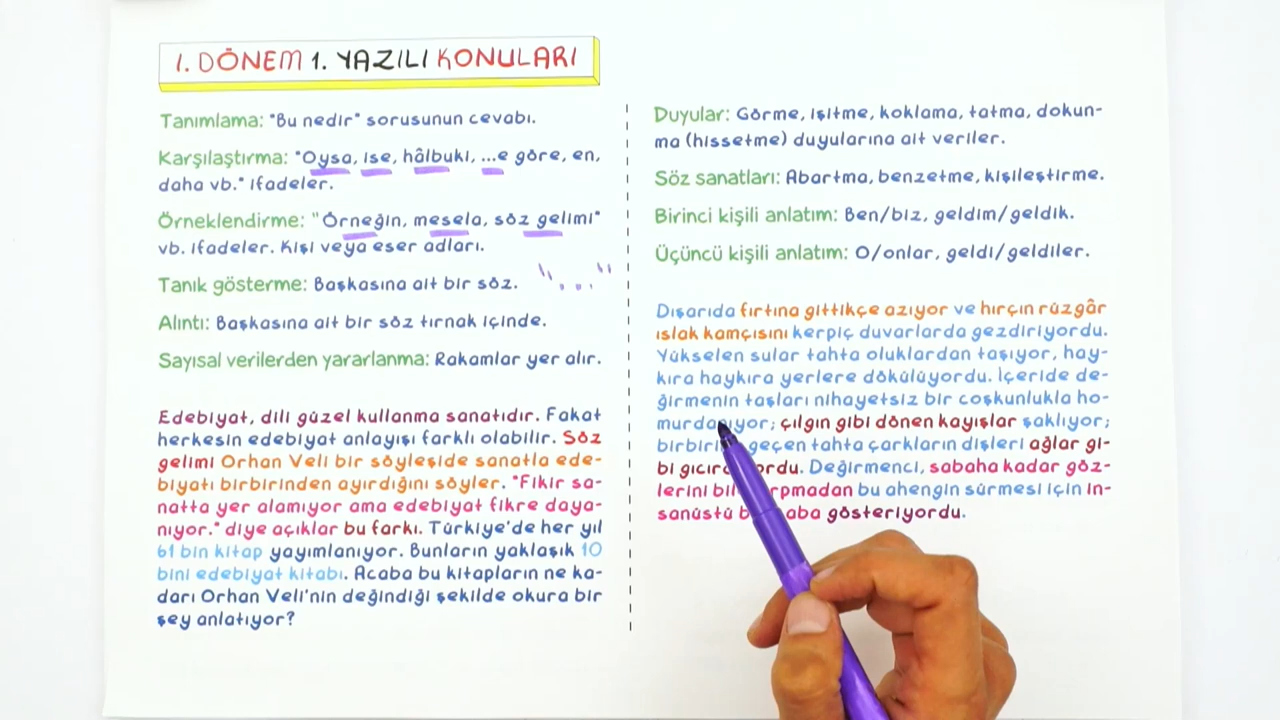 1. DÖNEM 1. YAZILI KONULARI
Tanımlama: "Bu nedir" sorusunun cevabı.
Karşılaştırma: "Oysa, ise, hâlbuki, ...e göre, en,
daha vb." ifadeler.
Örneklendirme: "Örneğin, mesela, söz gelimi"
vb. ifadeler. Kişi veya eser adları.
Tanık gösterme: Başkasına ait bir söz.
Alıntı: Başkasına ait bir söz tırnak içinde.
Sayısal verilerden yararlanma: Rakamlar yer alır.
Edebiyat, dili güzel kullanma sanatıdır. Fakat
herkesin edebiyat anlayışı farklı olabilir. Söz
gelimi Orhan Veli bir söyleşide sanatla ede-
biyatı birbirinden ayırdığını söyler. "Fikir sa-
natta yer alamıyor ama edebiyat fikre daya-
nıyor." diye açıklar bu farkı. Türkiye'de her yıl
61 bin kitap yayımlanıyor. Bunların yaklaşık 10
bini edebiyat kitabı. Acaba bu kitapların ne ka-
darı Orhan Veli'nin değindiği şekilde okura bir
şey anlatıyor?
Duyular: Görme, işitme, koklama, tatma, dokun-
ma (hissetme) duyularına ait veriler.
Söz sanatları: Abartma, benzetme, kişileştirme.
Birinci kişili anlatım: Ben/biz, geldim/geldik.
Üçüncü kişili anlatım: O/onlar, geldi/geldiler.
Dışarıda fırtına gittikçe azıyor ve hırçın rüzgâr
ıslak kamçısını kerpiç duvarlarda gezdiriyordu.
Yükselen sular tahta oluklardan taşıyor, hay-
kıra haykıra yerlere dökülüyordu. İçeride de-
ğirmenin taşları nihayetsiz bir coşkunlukla ho-
murdanıyor; çılgın gibi dönen kayışlar şaklıyor;
geçen tahta çarkların dişleri ağlar gi-
bi Değirmenci, sabaha kadar göz-
lerini bu ahengin sürmesi için in-
sanüstü gösteriyordu.